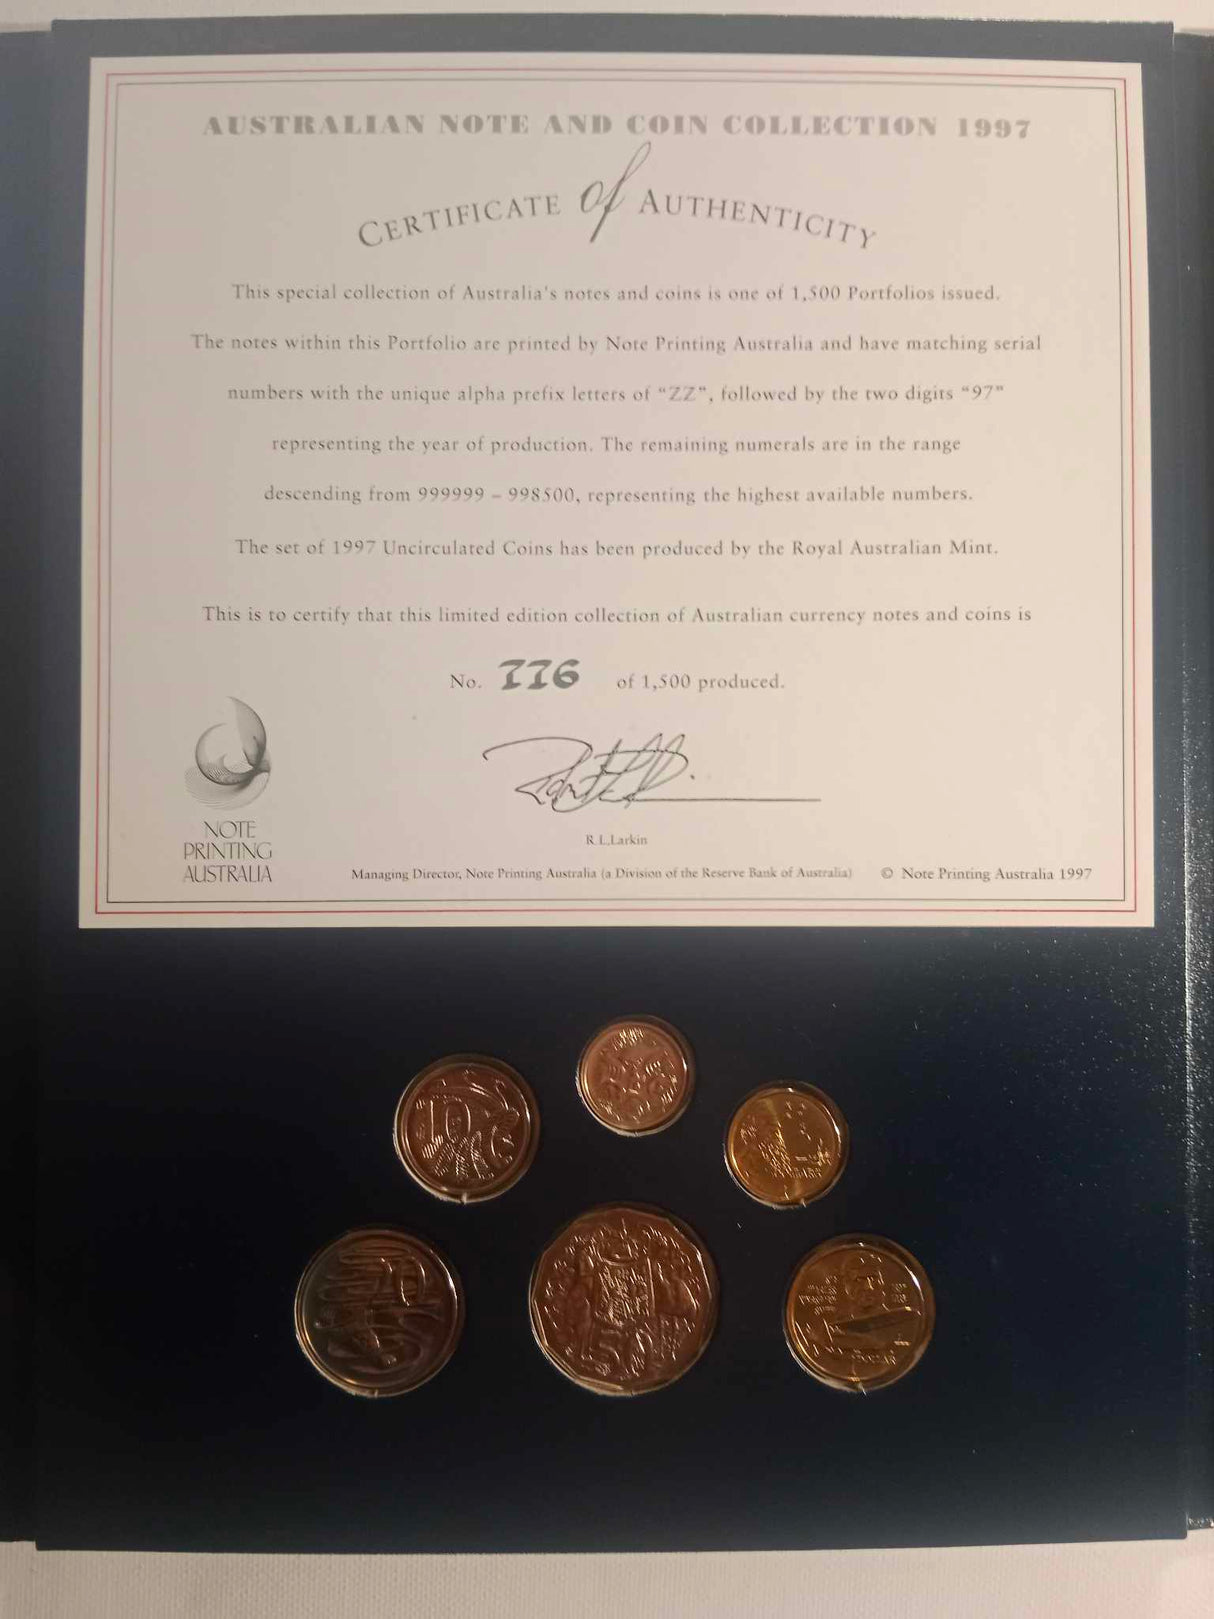 AUSTRALIAN NOTE AND COIN COLLECTION 1997
CERTIFICATE of AUTHENTICITY
This special collection of Australia's notes and coins is one of 1,500 Portfolios issued.
The notes within this Portfolio are printed by Note Printing Australia and have matching serial
numbers with the unique alpha prefix letters of “ZZ”, followed by the two digits “97”
representing the year of production. The remaining numerals are in the range
descending from 999999 – 998500, representing the highest available numbers.
The set of 1997 Uncirculated Coins has been produced by the Royal Australian Mint.
This is to certify that this limited edition collection of Australian currency notes and coins is
No. 776 of 1,500 produced.
R.L.Larkin
NOTE
PRINTING
AUSTRALIA
Managing Director, Note Printing Australia (a Division of the Reserve Bank of Australia)
© Note Printing Australia 1997
10
5
2
DOLLARS
DOLLAR